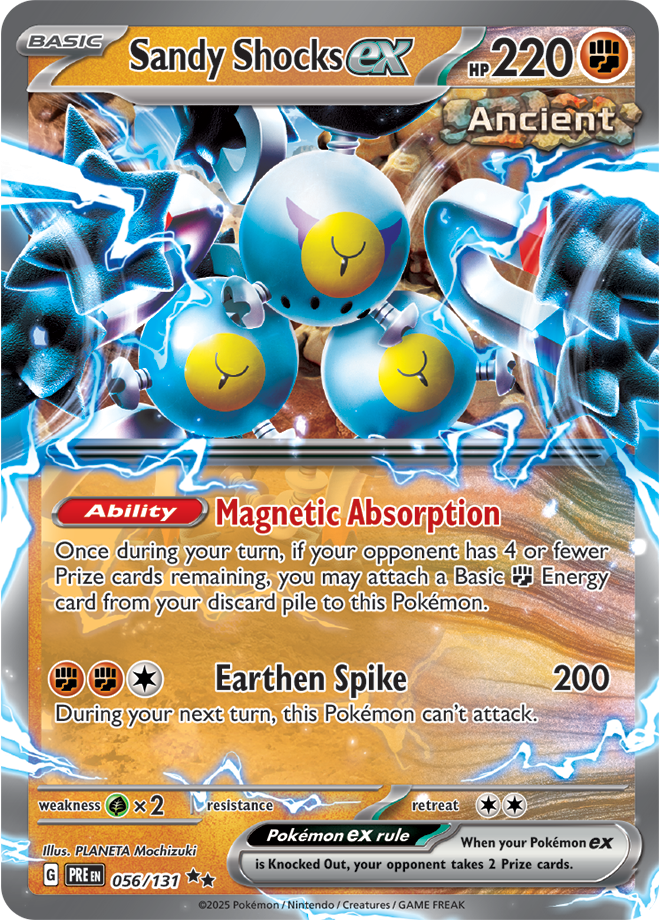 BASIC
Sandy Shocks ex
HP 220
Ancient
Ability Magnetic Absorption
Once during your turn, if your opponent has 4 or fewer
Prize cards remaining, you may attach a Basic Energy
card from your discard pile to this Pokémon.
Earthen Spike 200
During your next turn, this Pokémon can't attack.
weakness ×2 resistance retreat
Illus. PLANETA Mochizuki
Pokémon ex rule When your Pokémon ex
is Knocked Out, your opponent takes 2 Prize cards.
G PRE EN 056/131 ★★
©2025 Pokémon / Nintendo / Creatures / GAME FREAK